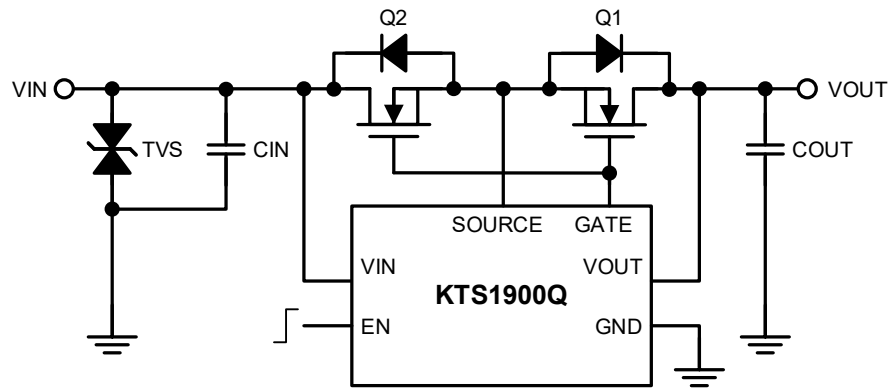 Q2
Q1
VIN
VOUT
TVS
CIN
COUT
SOURCE
GATE
VIN
VOUT
KTS1900Q
EN
GND